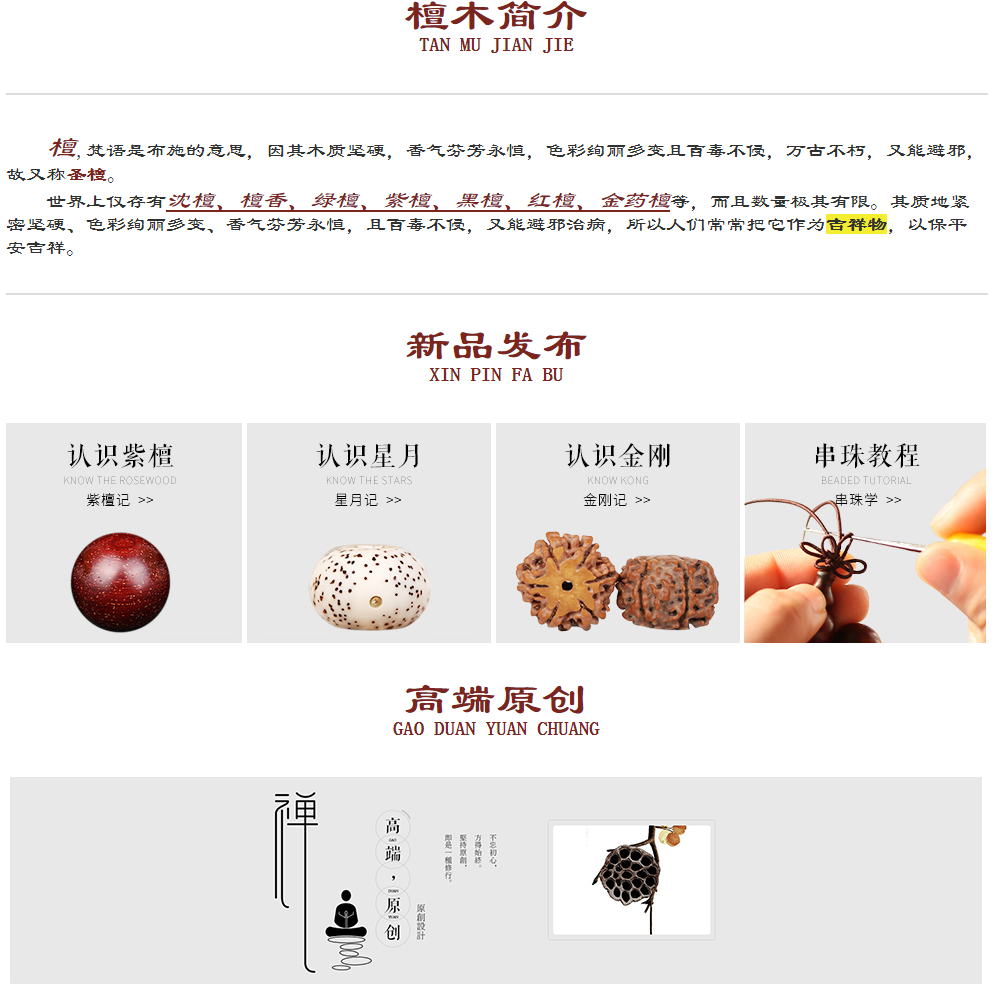 檀木简介
TAN MU JIAN JIE
檀,梵语是布施的意思，因其木质坚硬，香气芬芳永恒，色彩绚丽多变且百毒不侵，万古不朽，又能避邪，
故又称圣檀。
世界上仅存有沈檀、檀香、绿檀、紫檀、黑檀、红檀、金药檀等，而且数量极其有限。其质地紧
密坚硬、色彩绚丽多变、香气芬芳永恒，且百毒不侵，又能避邪治病，所以人们常常把它作为吉祥物，以保平
安吉祥。
新品发布
XIN PIN FA BU
认识紫檀
KNOW THE ROSEWOOD
紫檀记 >>
认识星月
KNOW THE STARS
星月记 >>
认识金刚
KNOW KONG
金刚记 >>
串珠教程
BEADED TUTORIAL
串珠学 >>
高端原创
GAO DUAN YUAN CHUANG
禅
高
GAO
端
，
DUAN
原
YUAN
创
原創設計
不忘初心，
方得始終。
堅持原創，
即是一種修行。